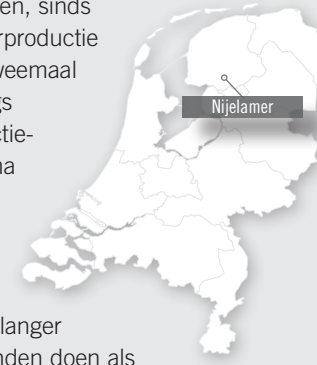 en, sinds
rproductie
weemaal
gs
ctie-
na
Nijelamer
langer
nden doen als